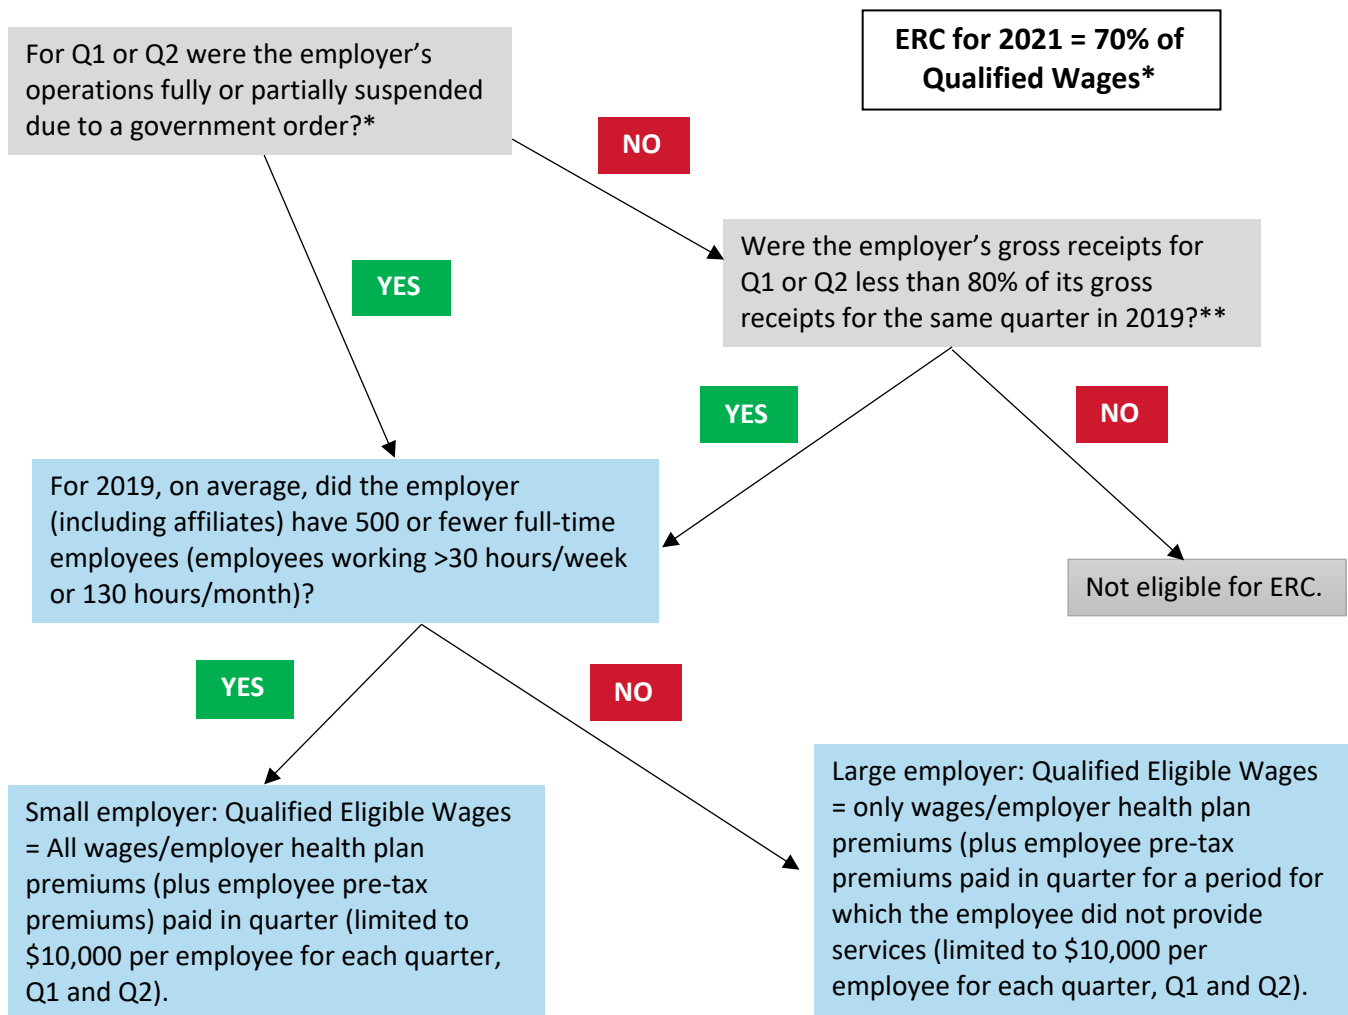 For Q1 or Q2 were the employer’s
operations fully or partially suspended
due to a government order?*
ERC for 2021 = 70% of
Qualified Wages*
NO
YES
Were the employer’s gross receipts for
Q1 or Q2 less than 80% of its gross
receipts for the same quarter in 2019?**
YES
NO
For 2019, on average, did the employer
(including affiliates) have 500 or fewer full-time
employees (employees working >30 hours/week
or 130 hours/month)?
Not eligible for ERC.
YES
NO
Small employer: Qualified Eligible Wages
= All wages/employer health plan
premiums (plus employee pre-tax
premiums) paid in quarter (limited to
$10,000 per employee for each quarter,
Q1 and Q2).
Large employer: Qualified Eligible Wages
= only wages/employer health plan
premiums (plus employee pre-tax
premiums paid in quarter for a period for
which the employee did not provide
services (limited to $10,000 per
employee for each quarter, Q1 and Q2).